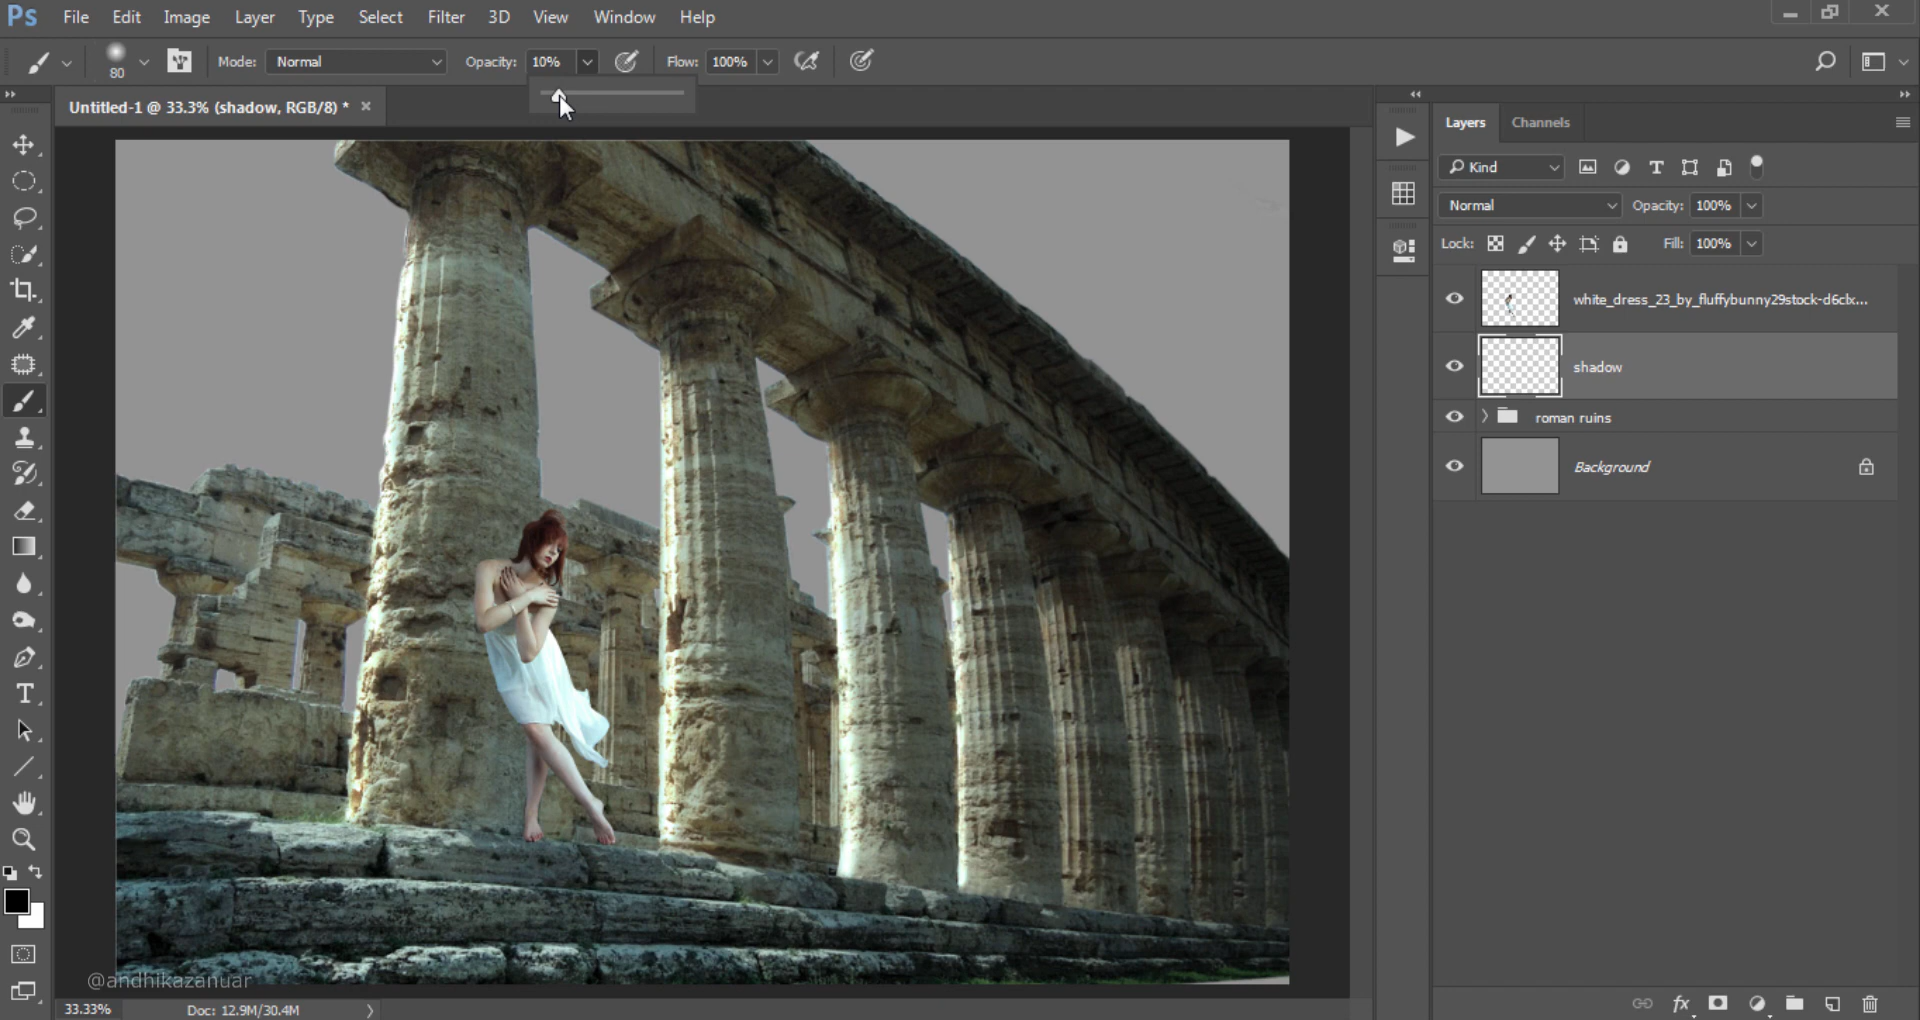 Ps File Edit Image Layer Type Select Filter 3D View Window Help
80 Mode: Normal Opacity: 10% Flow: 100%
Untitled-1 @ 33.3% (shadow, RGB/8) *
Layers Channels
Kind
Normal Opacity: 100%
Lock: Fill: 100%
white_dress_23_by_fluffybunny29stock-d6clx...
shadow
roman ruins
Background
@andhikazanuar
33.33% Doc: 12.9M/30.4M
fx